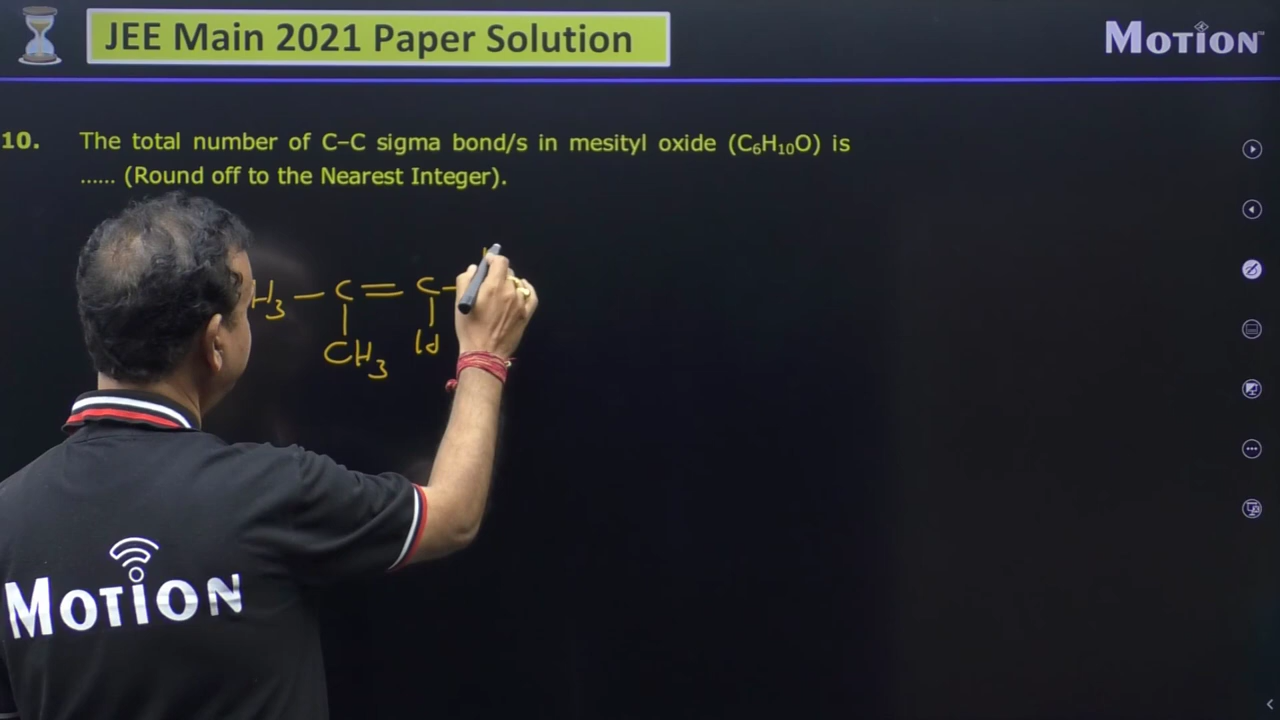 JEE Main 2021 Paper Solution
MOTION
10. The total number of C–C sigma bond/s in mesityl oxide (C₆H₁₀O) is
...... (Round off to the Nearest Integer).
H₃ — C = C —
CH₃ H
MOTION